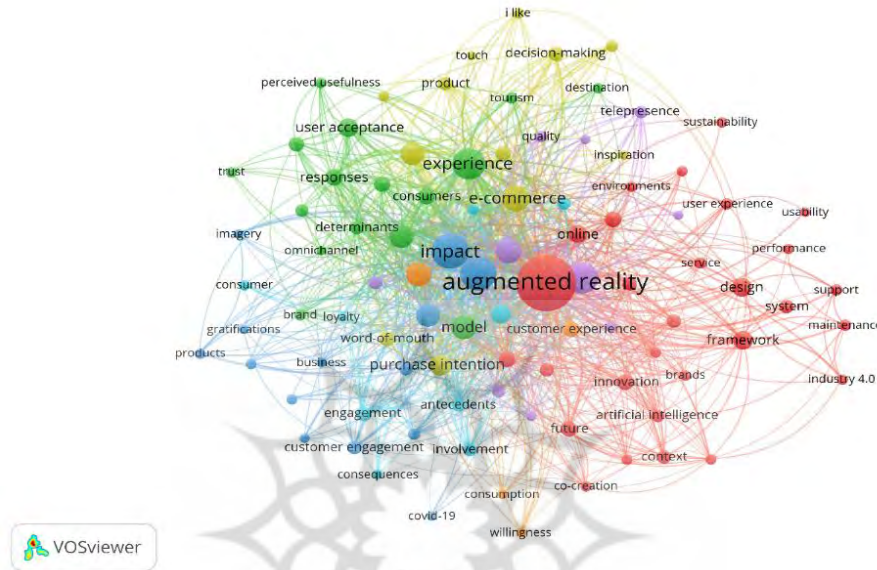 i like
touch
decision-making
perceived usefulness
product
destination
tourism
telepresence
sustainability
user acceptance
quality
experience
inspiration
trust
responses
environments
consumers
e-commerce
user experience
usability
imagery
determinants
online
omnichannel
impact
performance
service
consumer
augmented reality
design
support
brand
loyalty
system
gratifications
model
customer experience
maintenance
word-of-mouth
framework
products
business
purchase intention
brands
industry 4.0
innovation
engagement
antecedents
artificial intelligence
future
customer engagement
involvement
context
consequences
co-creation
consumption
covid-19
willingness
VOSviewer